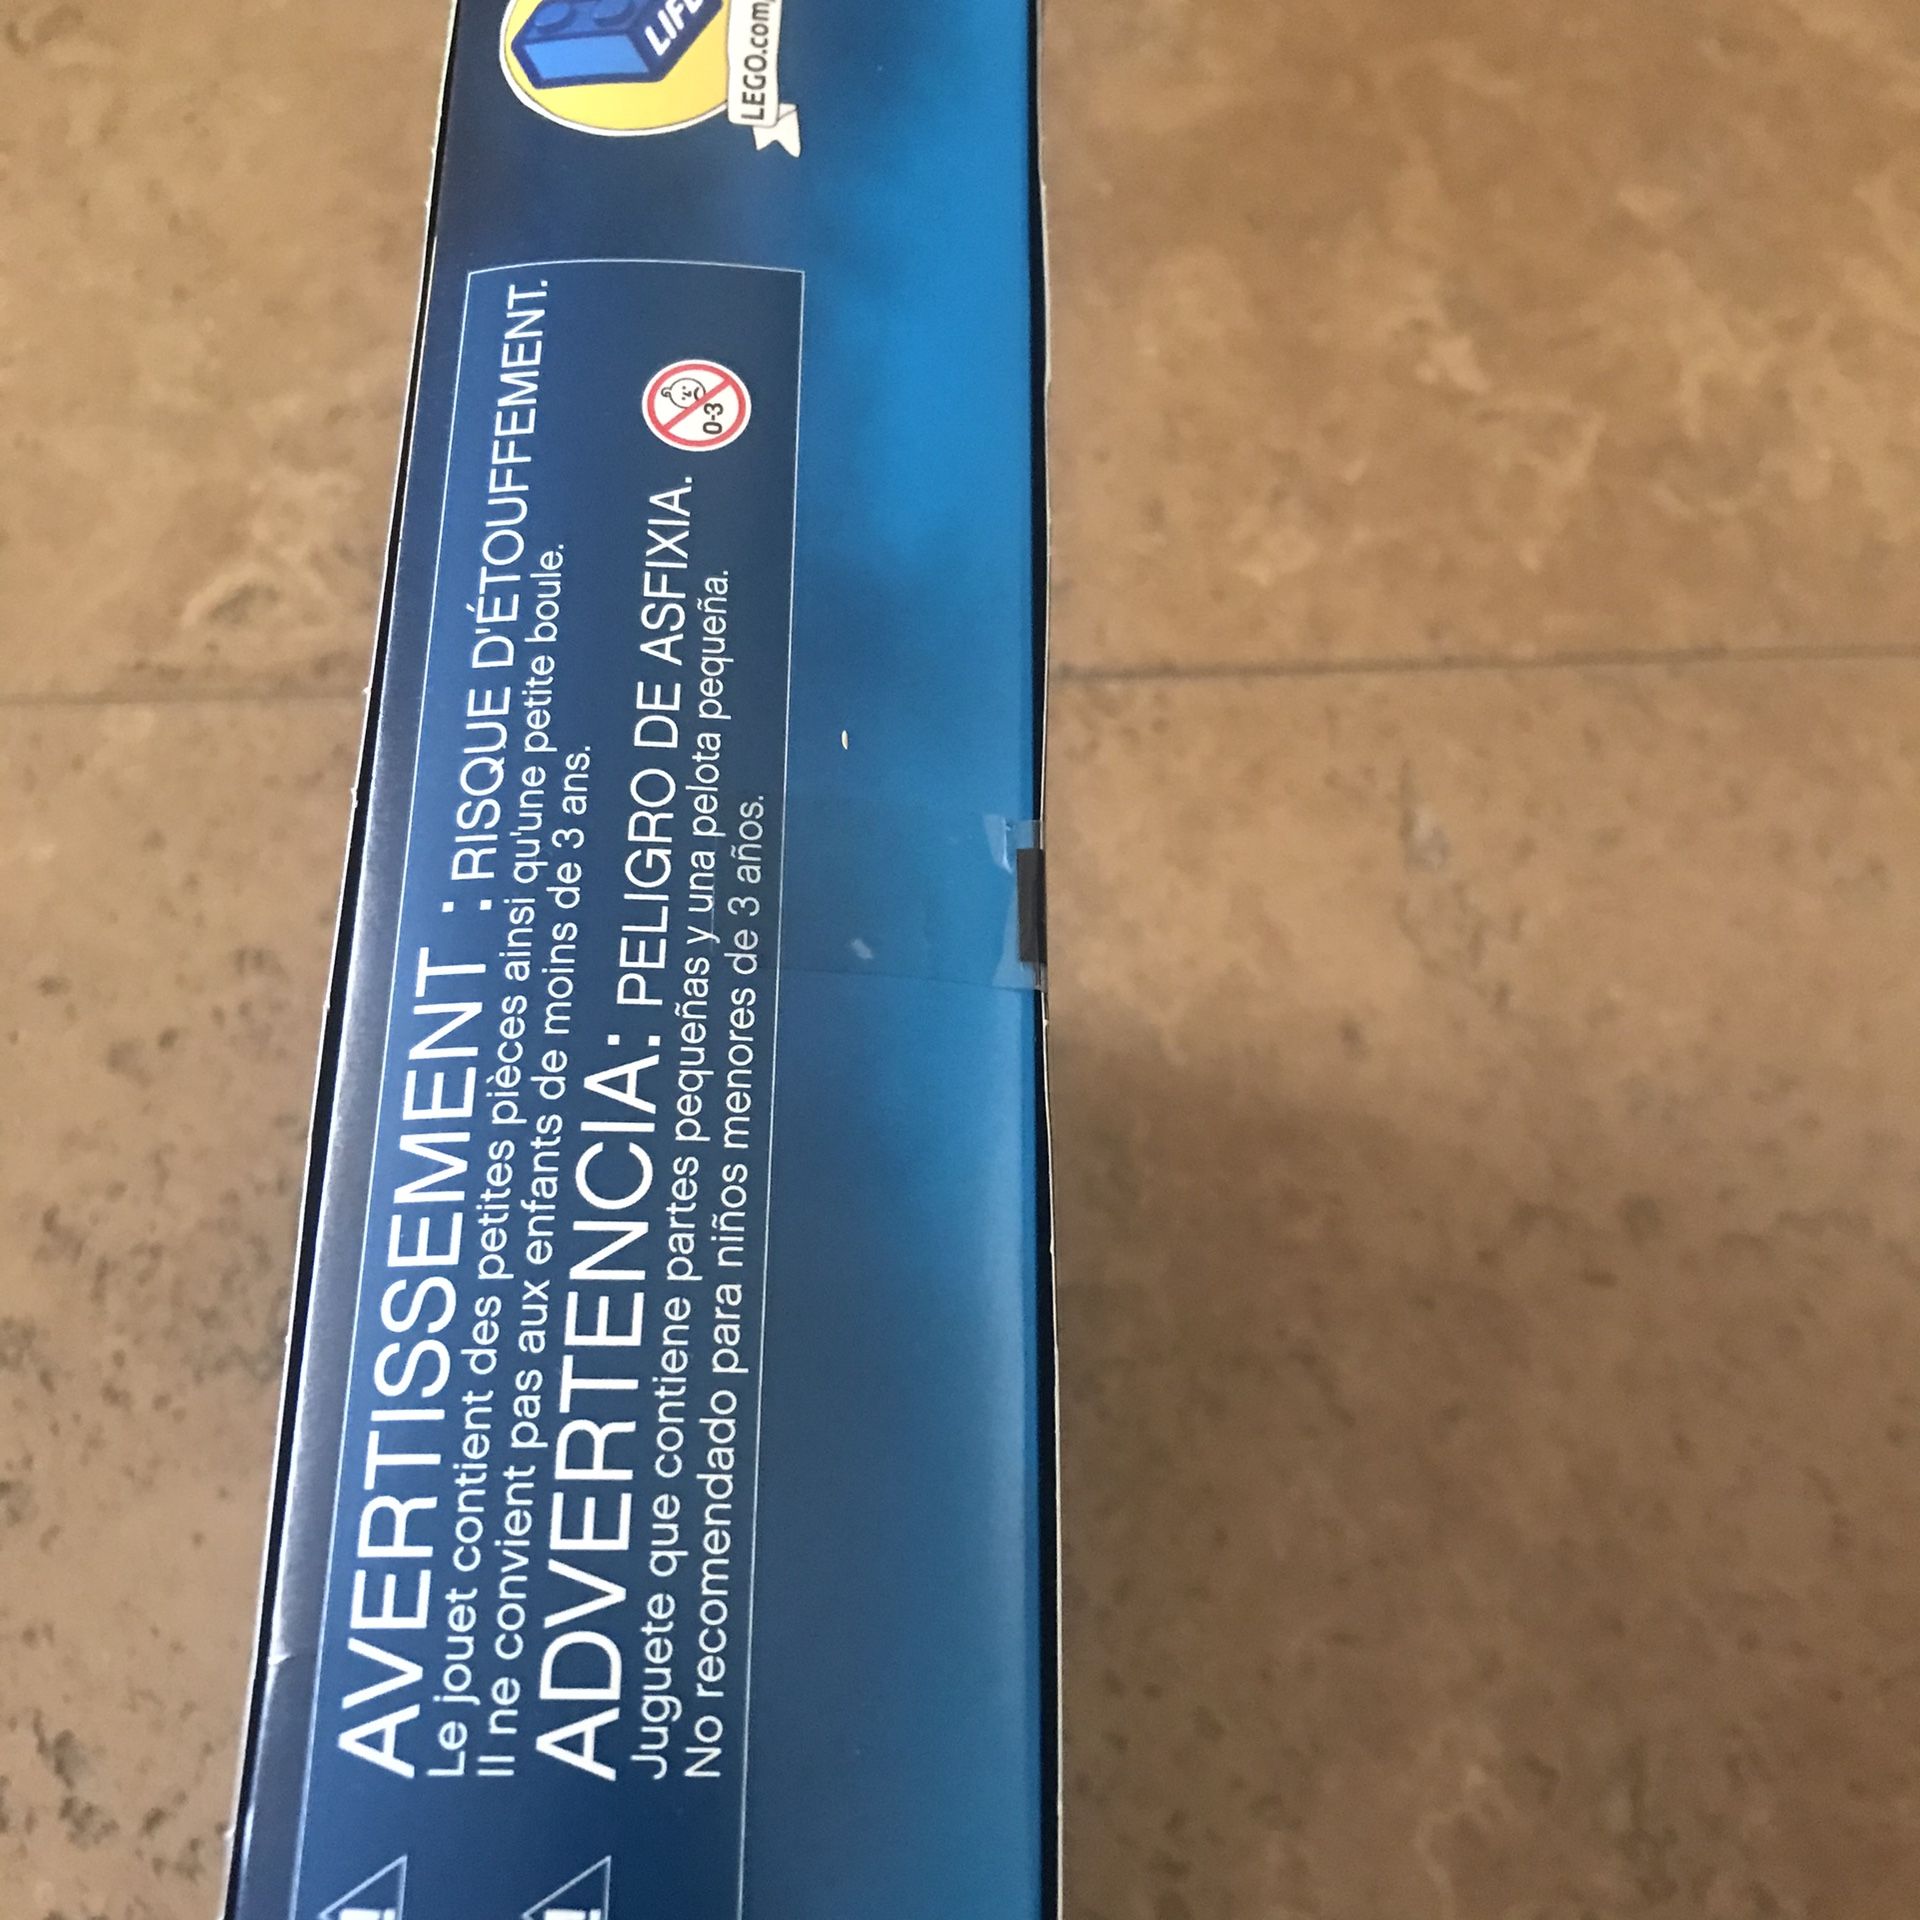 AVERTISSEMENT : RISQUE D'ÉTOUFFEMENT.
Le jouet contient des petites pièces ainsi qu'une petite boule.
Il ne convient pas aux enfants de moins de 3 ans.
ADVERTENCIA: PELIGRO DE ASFIXIA.
Juguete que contiene partes pequeñas y una pelota pequeña.
No recomendado para niños menores de 3 años.
0-3
LIFE
LEGO.com/